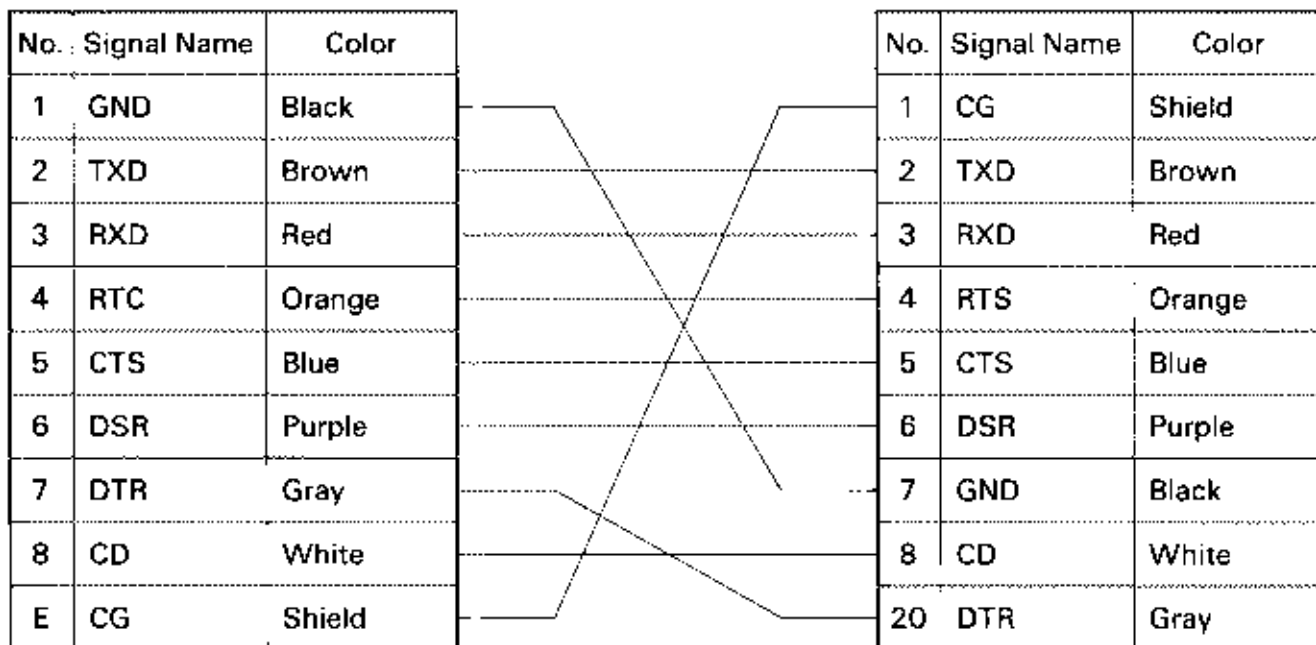 No. Signal Name Color No. Signal Name Color
1 GND Black 1 CG Shield
2 TXD Brown 2 TXD Brown
3 RXD Red 3 RXD Red
4 RTC Orange 4 RTS Orange
5 CTS Blue 5 CTS Blue
6 DSR Purple 6 DSR Purple
7 DTR Gray 7 GND Black
8 CD White 8 CD White
E CG Shield 20 DTR Gray